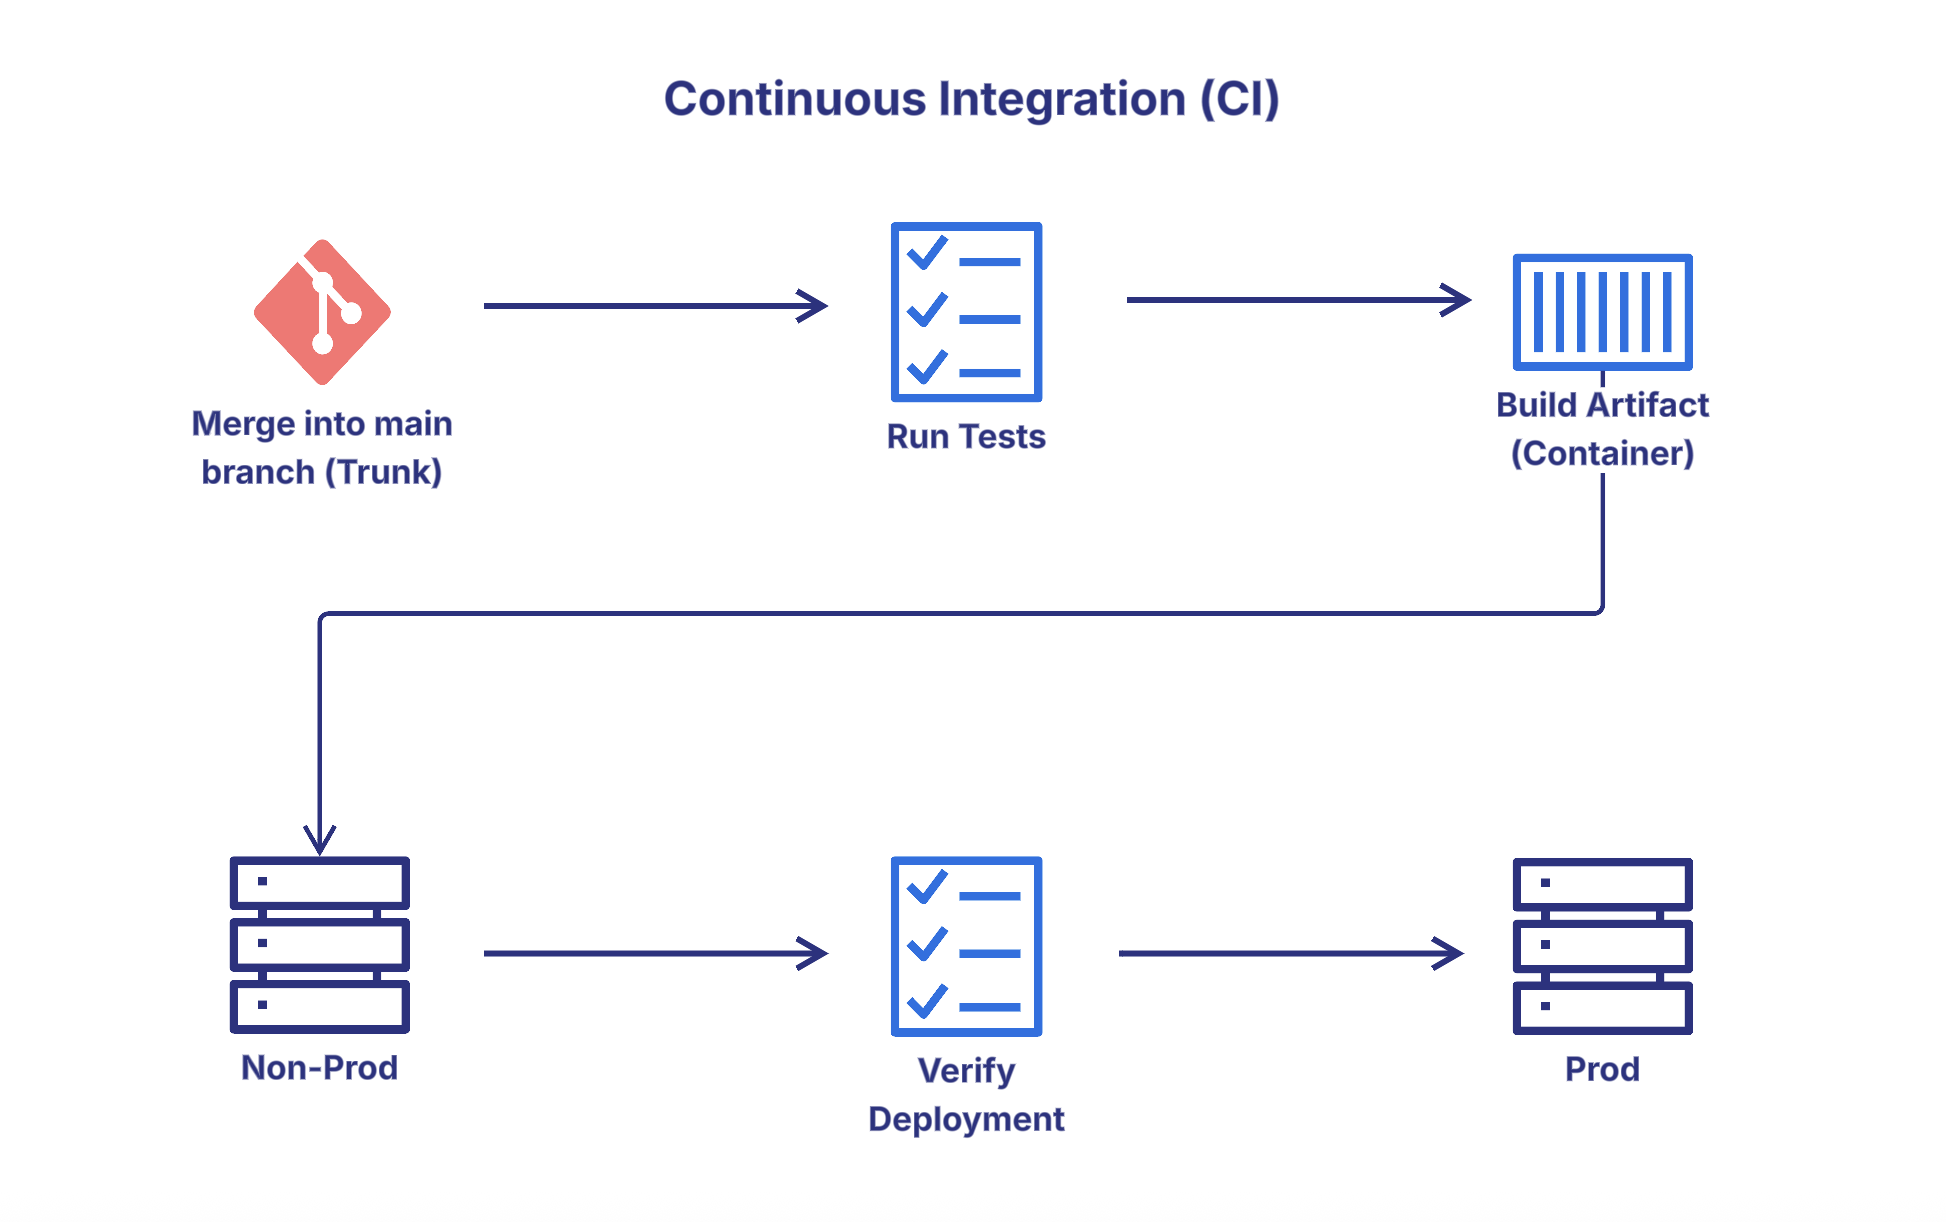 Continuous Integration (CI)
Merge into main
branch (Trunk)
Run Tests
Build Artifact
(Container)
Non-Prod
Verify
Deployment
Prod